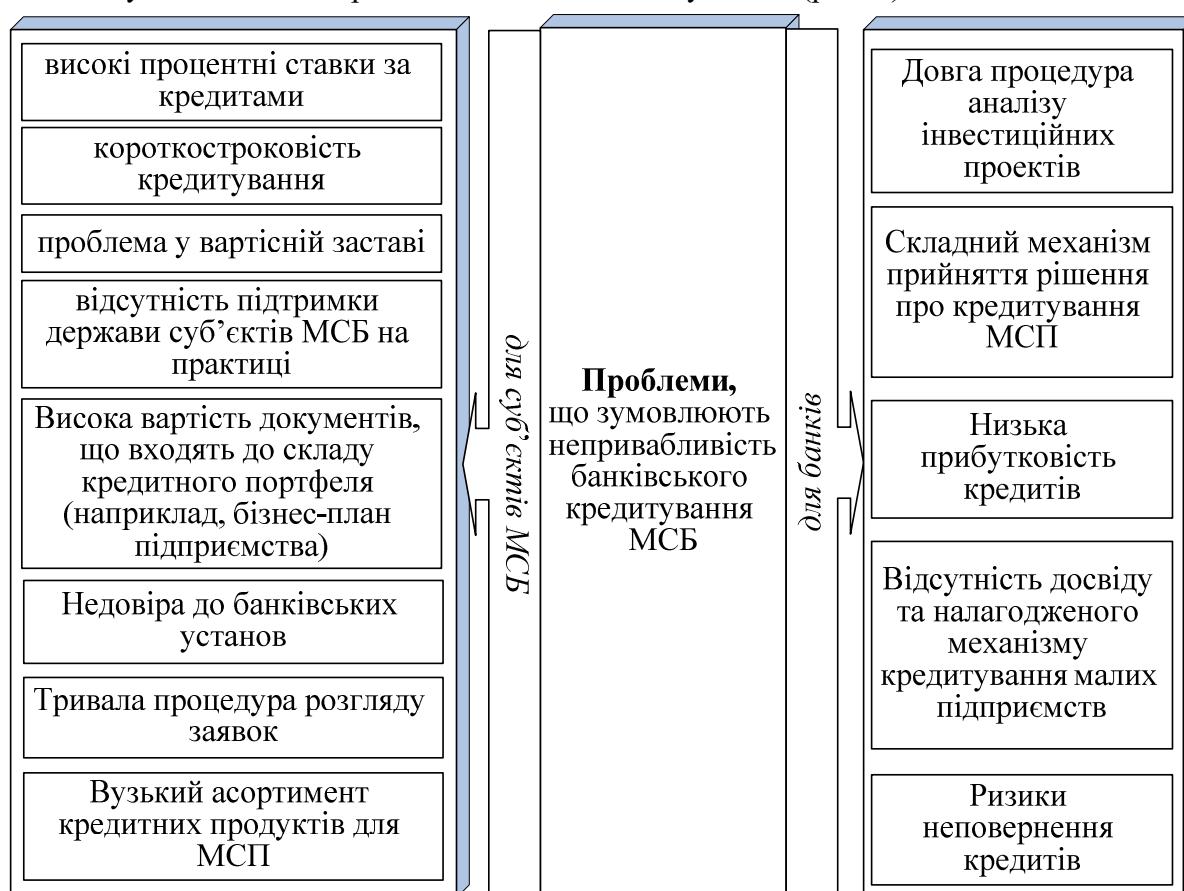 високі процентні ставки за
кредитами
короткостроковість
кредитування
проблема у вартісній заставі
відсутність підтримки
держави суб’єктів МСБ на
практиці
Висока вартість документів,
що входять до складу
кредитного портфеля
(наприклад, бізнес-план
підприємства)
Недовіра до банківських
установ
Тривала процедура розгляду
заявок
Вузький асортимент
кредитних продуктів для
МСП
для суб’єктів МСБ
Проблеми,
що зумовлюють
непривабливість
банківського
кредитування
МСБ
для банків
Довга процедура
аналізу
інвестиційних
проектів
Складний механізм
прийняття рішення
про кредитування
МСП
Низька
прибутковість
кредитів
Відсутність досвіду
та налагодженого
механізму
кредитування малих
підприємств
Ризики
неповернення
кредитів